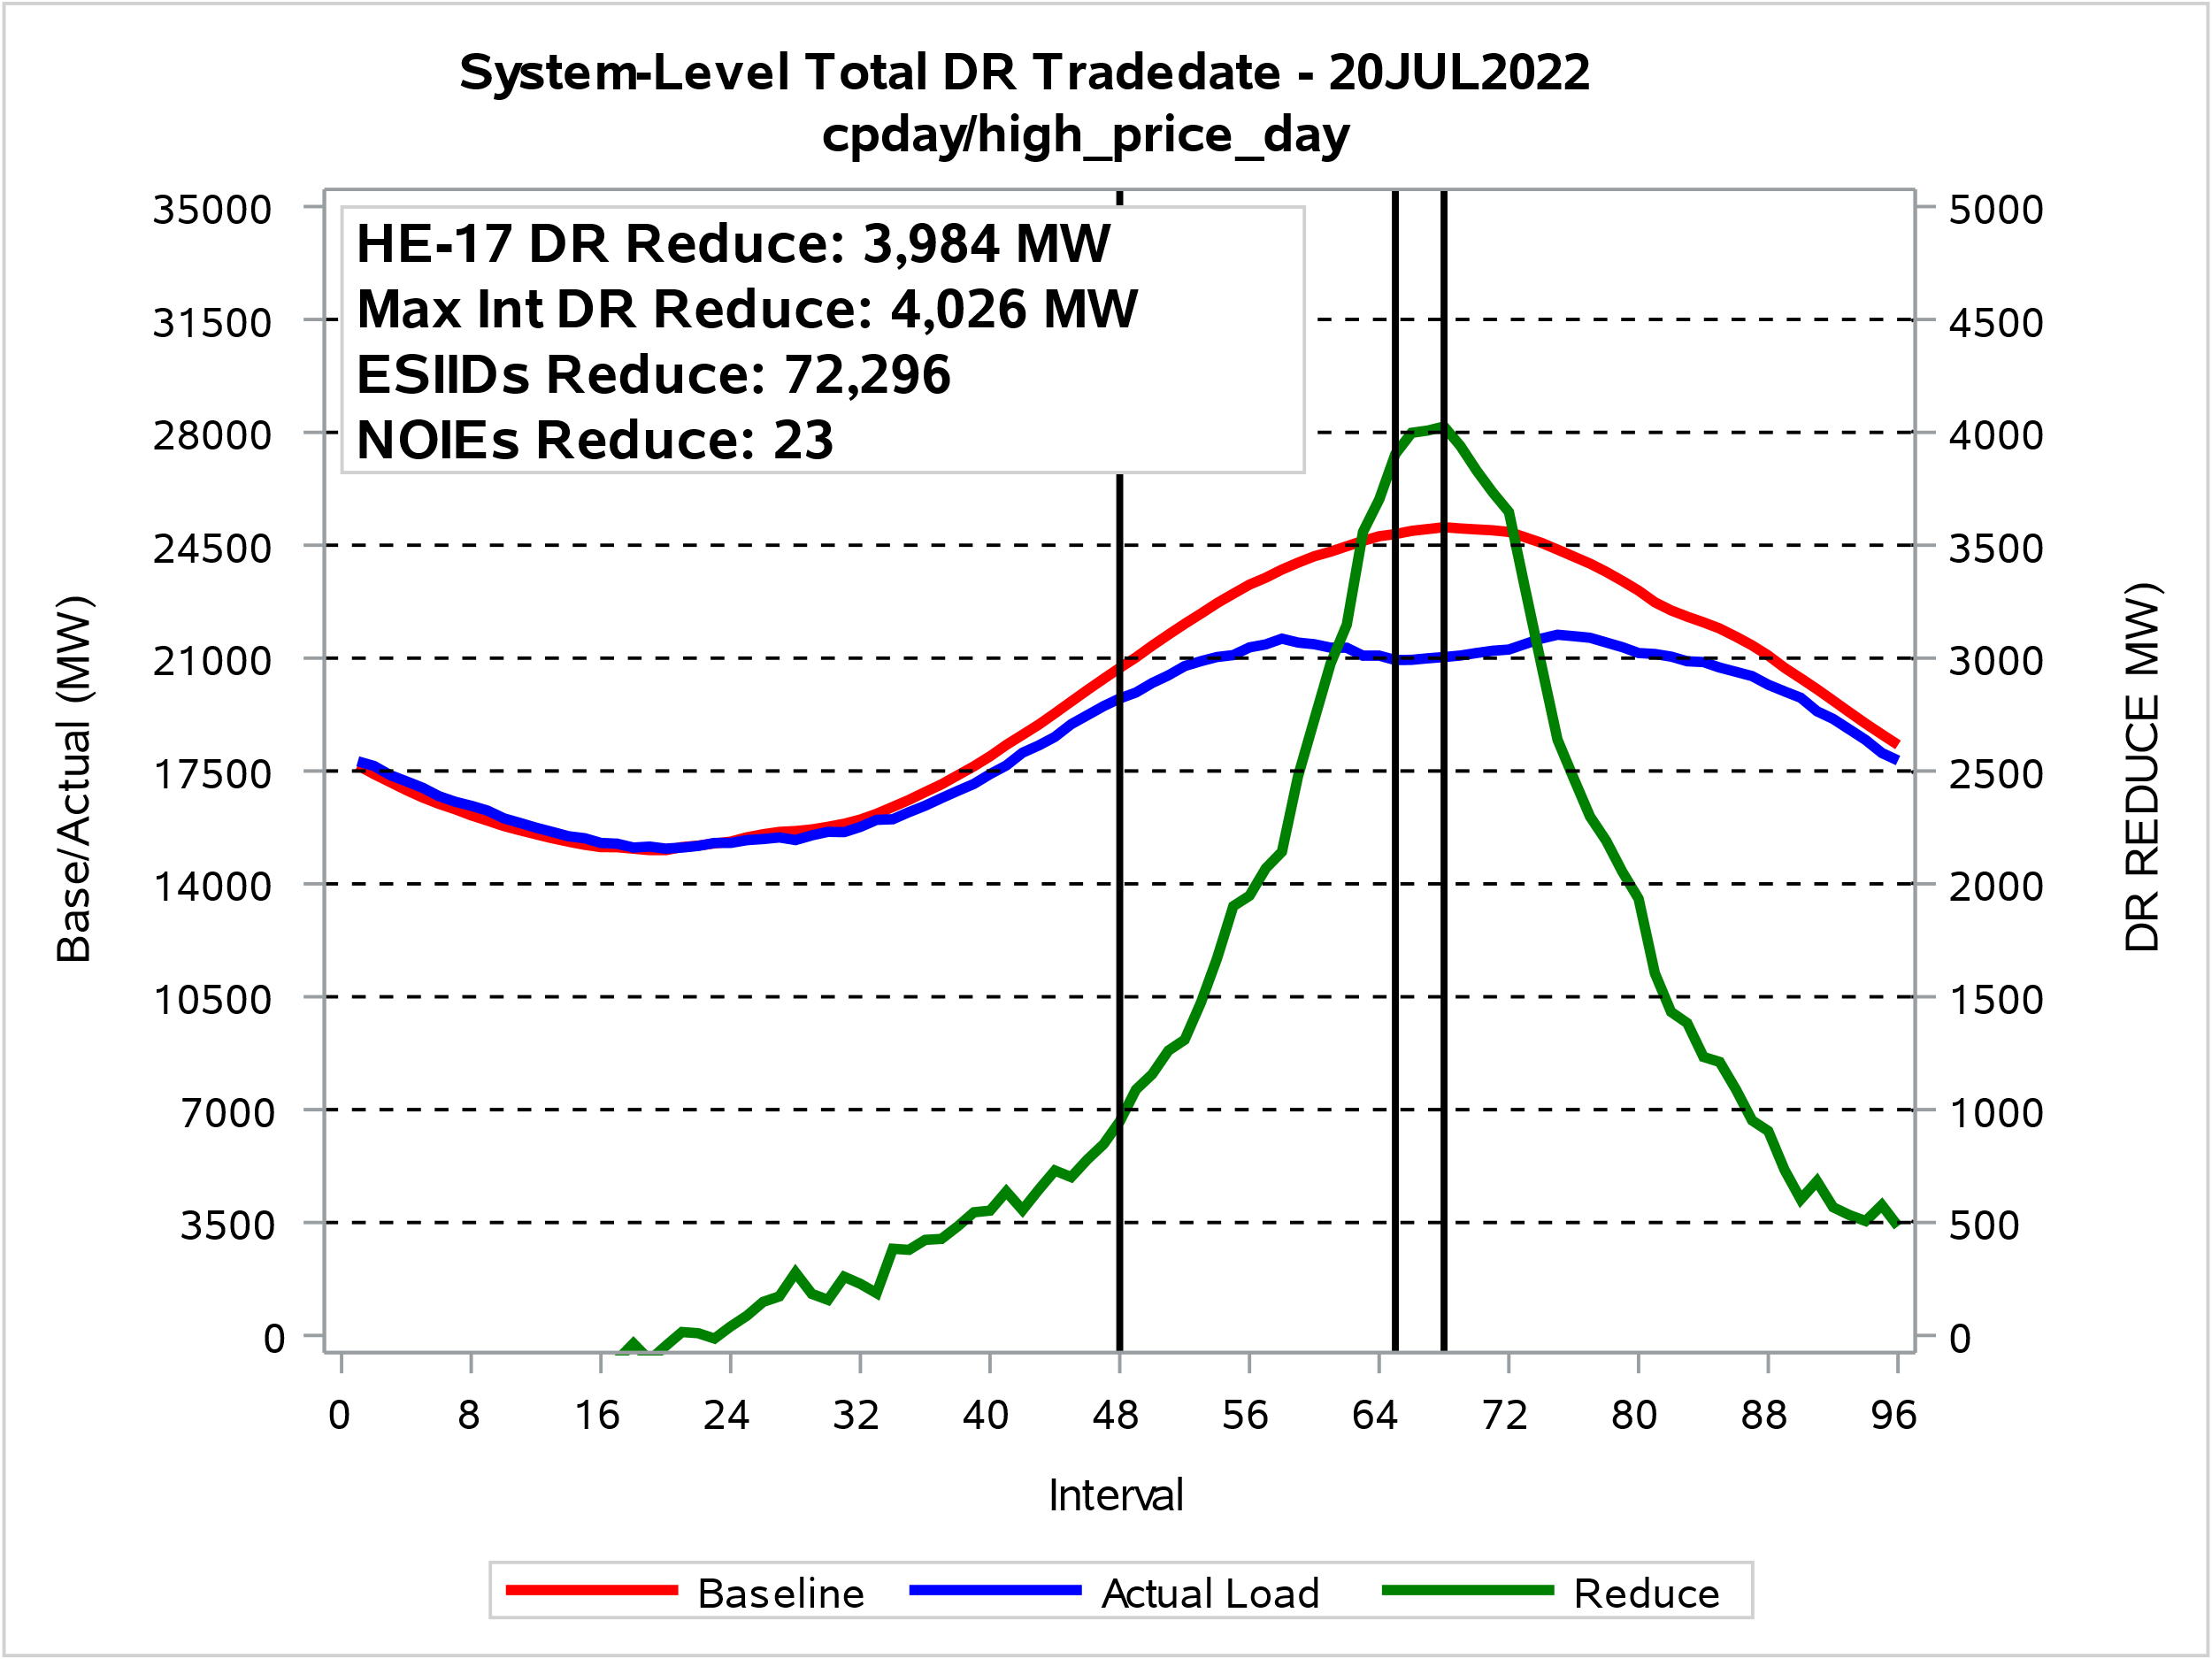 System-Level Total DR Tradedate - 20JUL2022
cpday/high_price_day
HE-17 DR Reduce: 3,984 MW
Max Int DR Reduce: 4,026 MW
ESIIDs Reduce: 72,296
NOIEs Reduce: 23
Base/Actual (MW)
35000
31500
28000
24500
21000
17500
14000
10500
7000
3500
0
DR REDUCE MW)
5000
4500
4000
3500
3000
2500
2000
1500
1000
500
0
0 8 16 24 32 40 48 56 64 72 80 88 96
Interval
Baseline Actual Load Reduce